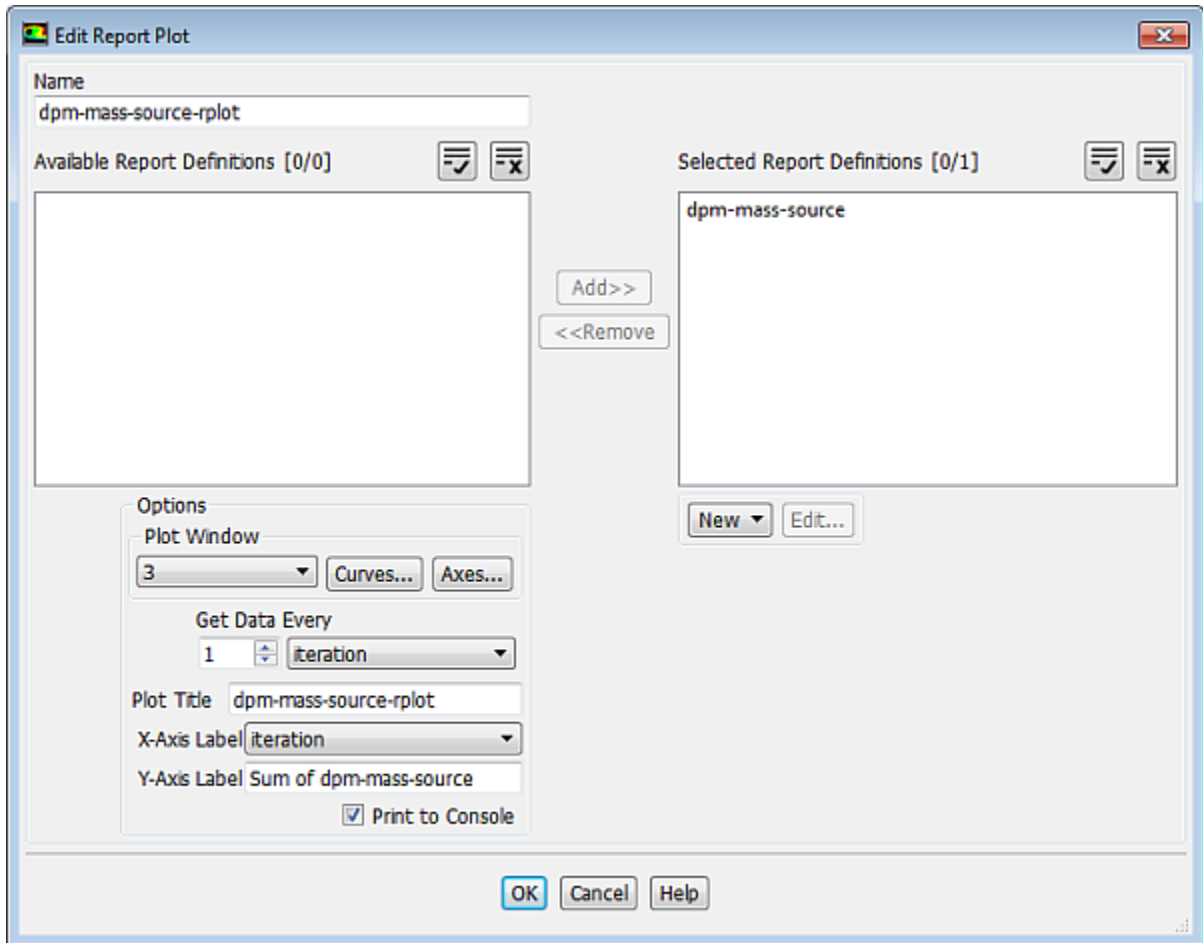 Edit Report Plot
Name
dpm-mass-source-rplot
Available Report Definitions [0/0]
Selected Report Definitions [0/1]
dpm-mass-source
Add>>
<<Remove
New
Edit...
Options
Plot Window
3
Curves...
Axes...
Get Data Every
1
iteration
Plot Title
dpm-mass-source-rplot
X-Axis Label
iteration
Y-Axis Label
Sum of dpm-mass-source
Print to Console
OK
Cancel
Help